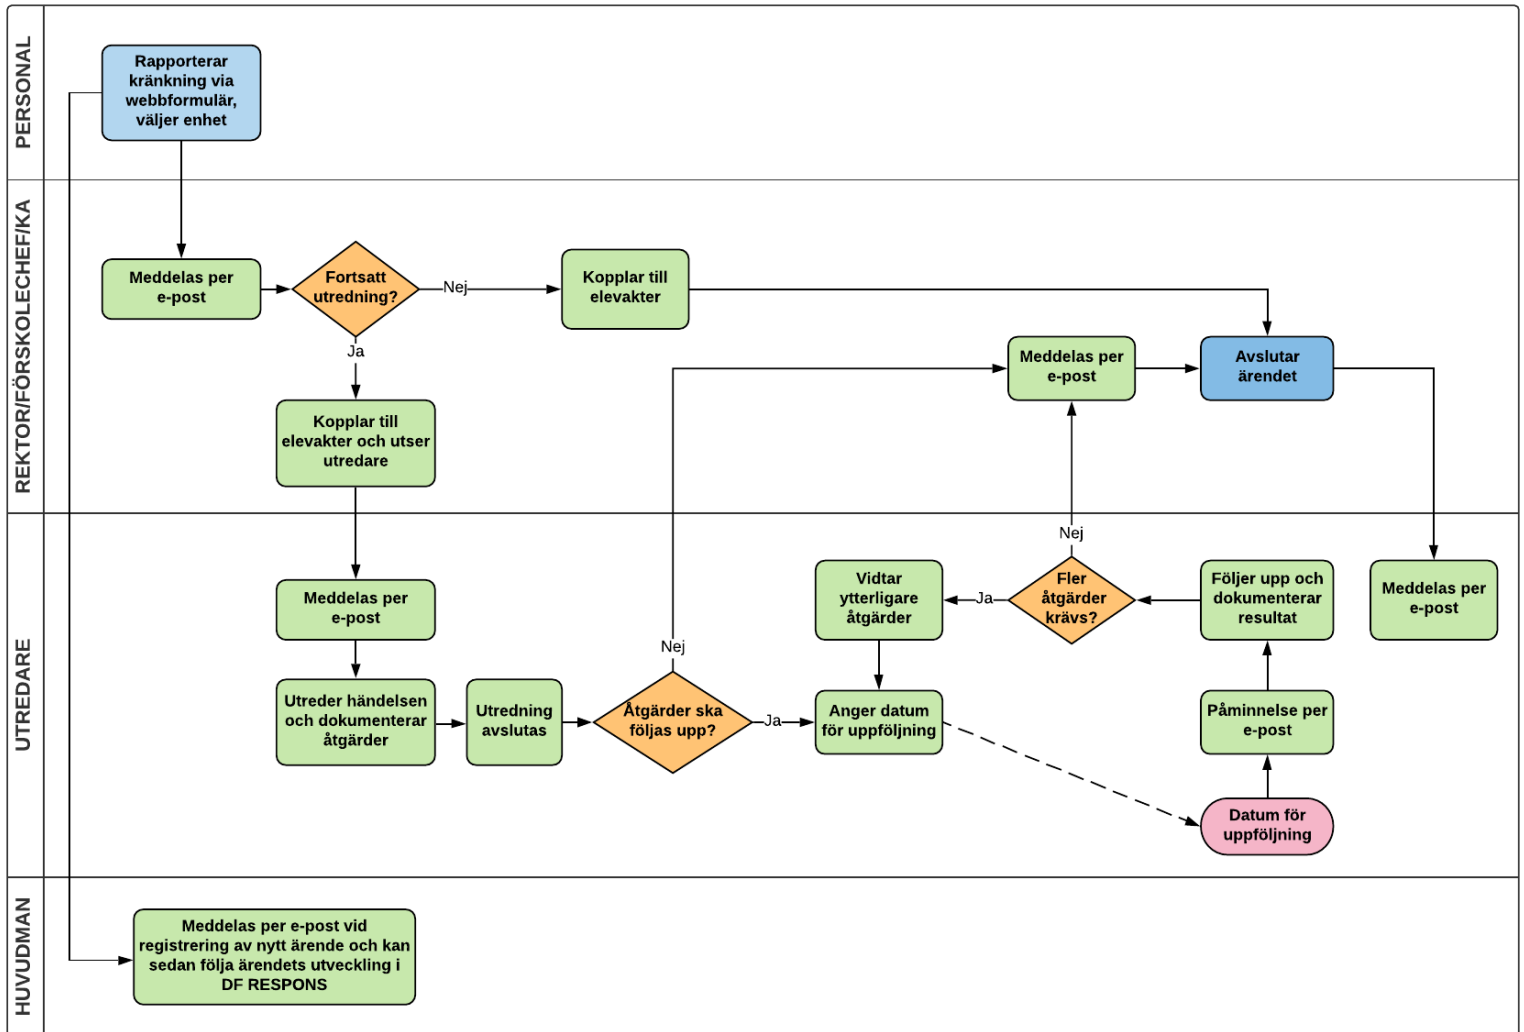 PERSONAL
Rapporterar
kränkning via
webbformulär,
väljer enhet
REKTOR/FÖRSKOLECHEF/KA
Meddelas per
e-post
Fortsatt
utredning?
Nej
Kopplar till
elevakter
Ja
Kopplar till
elevakter och utser
utredare
Meddelas per
e-post
Avslutar
ärendet
UTREDARE
Meddelas per
e-post
Utreder händelsen
och dokumenterar
åtgärder
Utredning
avslutas
Åtgärder ska
följas upp?
Nej
Ja
Vidtar
ytterligare
åtgärder
Anger datum
för uppföljning
Nej
Fler
åtgärder
krävs?
Ja
Följer upp och
dokumenterar
resultat
Påminnelse per
e-post
Datum för
uppföljning
Meddelas per
e-post
HUVUDMAN
Meddelas per e-post vid
registrering av nytt ärende och kan
sedan följa ärendets utveckling i
DF RESPONS